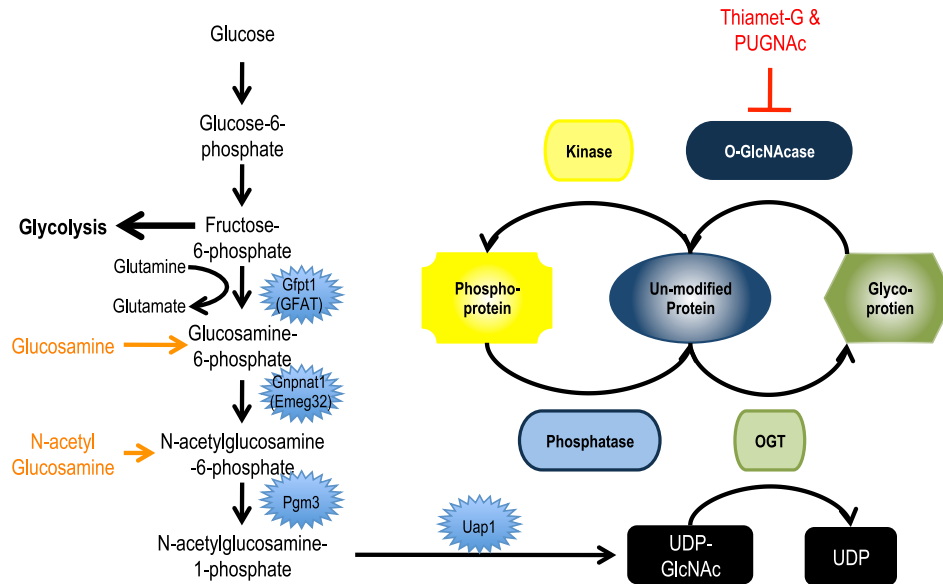 Glucose
Glucose-6-
phosphate
Glycolysis
Fructose-
6-phosphate
Glutamine
Glutamate
Gfpt1
(GFAT)
Glucosamine
Glucosamine-
6-phosphate
Gnpnat1
(Emeg32)
N-acetyl
Glucosamine
N-acetylglucosamine
-6-phosphate
Pgm3
N-acetylglucosamine-
1-phosphate
Uap1
Thiamet-G &
PUGNAc
Kinase
O-GlcNAcase
Phospho-
protein
Un-modified
Protein
Glyco-
protien
Phosphatase
OGT
UDP-
GlcNAc
UDP